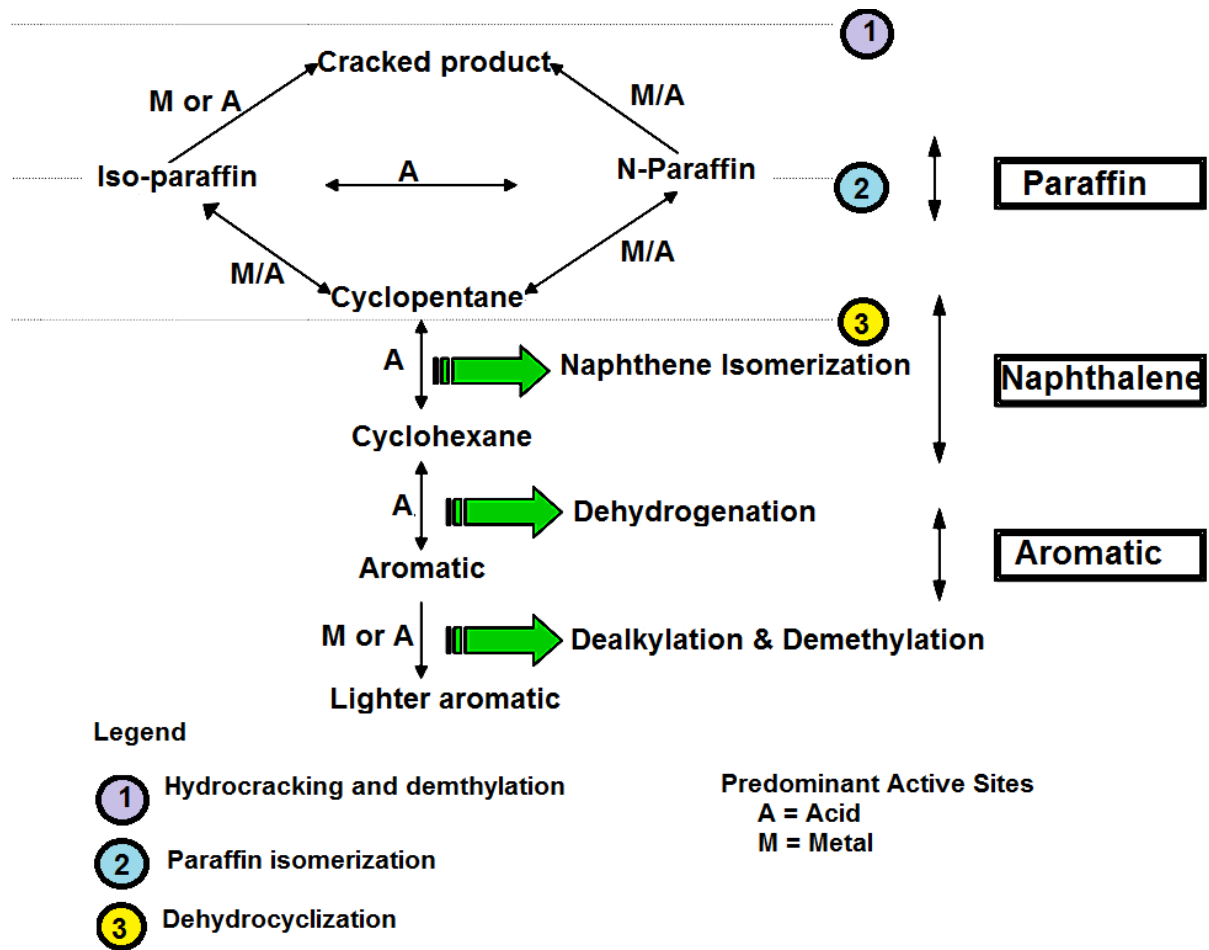 1
Cracked product
M or A
M/A
Iso-paraffin
A
N-Paraffin
2
Paraffin
M/A
M/A
Cyclopentane
3
A
Naphthene Isomerization
Naphthalene
Cyclohexane
A
Dehydrogenation
Aromatic
Aromatic
M or A
Dealkylation & Demethylation
Lighter aromatic
Legend
1 Hydrocracking and demthylation
2 Paraffin isomerization
3 Dehydrocyclization
Predominant Active Sites
A = Acid
M = Metal